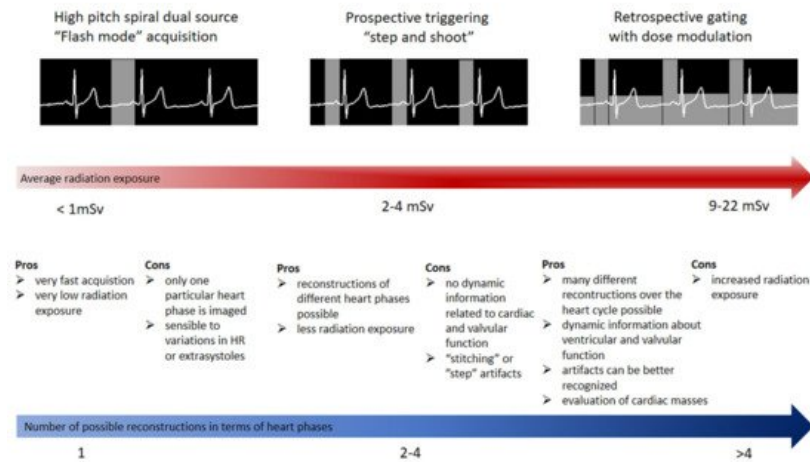 High pitch spiral dual source
“Flash mode” acquisition
Prospective triggering
“step and shoot”
Retrospective gating
with dose modulation
Average radiation exposure
< 1mSv
2-4 mSv
9-22 mSv
Pros
➢ very fast acquistion
➢ very low radiation
exposure
Cons
➢ only one
particular heart
phase is imaged
➢ sensible to
variations in HR
or extrasystoles
Pros
➢ reconstructions of
different heart phases
possible
➢ less radiation exposure
Cons
➢ no dynamic
information
related to cardiac
and valvular
function
➢ “stitching” or
“step” artifacts
Pros
➢ many different
recontructions over the
heart cycle possible
➢ dynamic information about
ventricular and valvular
function
➢ artifacts can be better
recognized
➢ evaluation of cardiac masses
Cons
➢ increased radiation
exposure
Number of possible reconstructions in terms of heart phases
1
2-4
>4